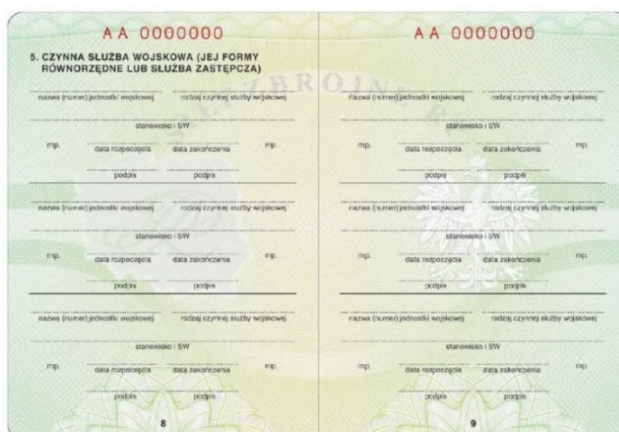 AA 0000000
5. CZYNNA SŁUŻBA WOJSKOWA (JEJ FORMY
RÓWNORZĘDNE LUB SŁUŻBA ZASTĘPCZA)
nazwa (numer) jednostki wojskowej rodzaj czynnej służby wojskowej
stanowisko i SW
mp. data rozpoczęcia data zakończenia mp.
podpis podpis
nazwa (numer) jednostki wojskowej rodzaj czynnej służby wojskowej
stanowisko i SW
mp. data rozpoczęcia data zakończenia mp.
podpis podpis
nazwa (numer) jednostki wojskowej rodzaj czynnej służby wojskowej
stanowisko i SW
mp. data rozpoczęcia data zakończenia mp.
podpis podpis
8
AA 0000000
nazwa (numer) jednostki wojskowej rodzaj czynnej służby wojskowej
stanowisko i SW
mp. data rozpoczęcia data zakończenia mp.
podpis podpis
nazwa (numer) jednostki wojskowej rodzaj czynnej służby wojskowej
stanowisko i SW
mp. data rozpoczęcia data zakończenia mp.
podpis podpis
nazwa (numer) jednostki wojskowej rodzaj czynnej służby wojskowej
stanowisko i SW
mp. data rozpoczęcia data zakończenia mp.
podpis podpis
9